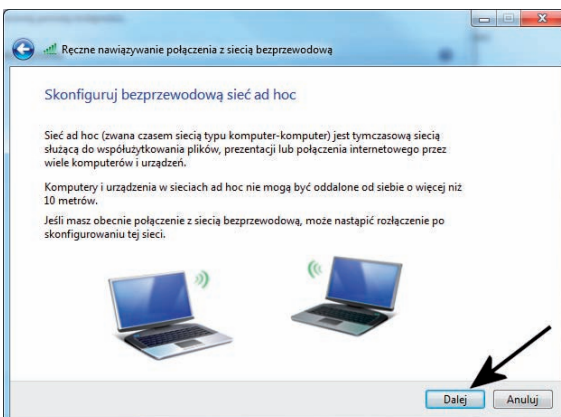 Ręczne nawiązywanie połączenia z siecią bezprzewodową
Skonfiguruj bezprzewodową sieć ad hoc
Sieć ad hoc (zwana czasem siecią typu komputer-komputer) jest tymczasową siecią
służącą do współużytkowania plików, prezentacji lub połączenia internetowego przez
wiele komputerów i urządzeń.
Komputery i urządzenia w sieciach ad hoc nie mogą być oddalone od siebie o więcej niż
10 metrów.
Jeśli masz obecnie połączenie z siecią bezprzewodową, może nastąpić rozłączenie po
skonfigurowaniu tej sieci.
Dalej Anuluj